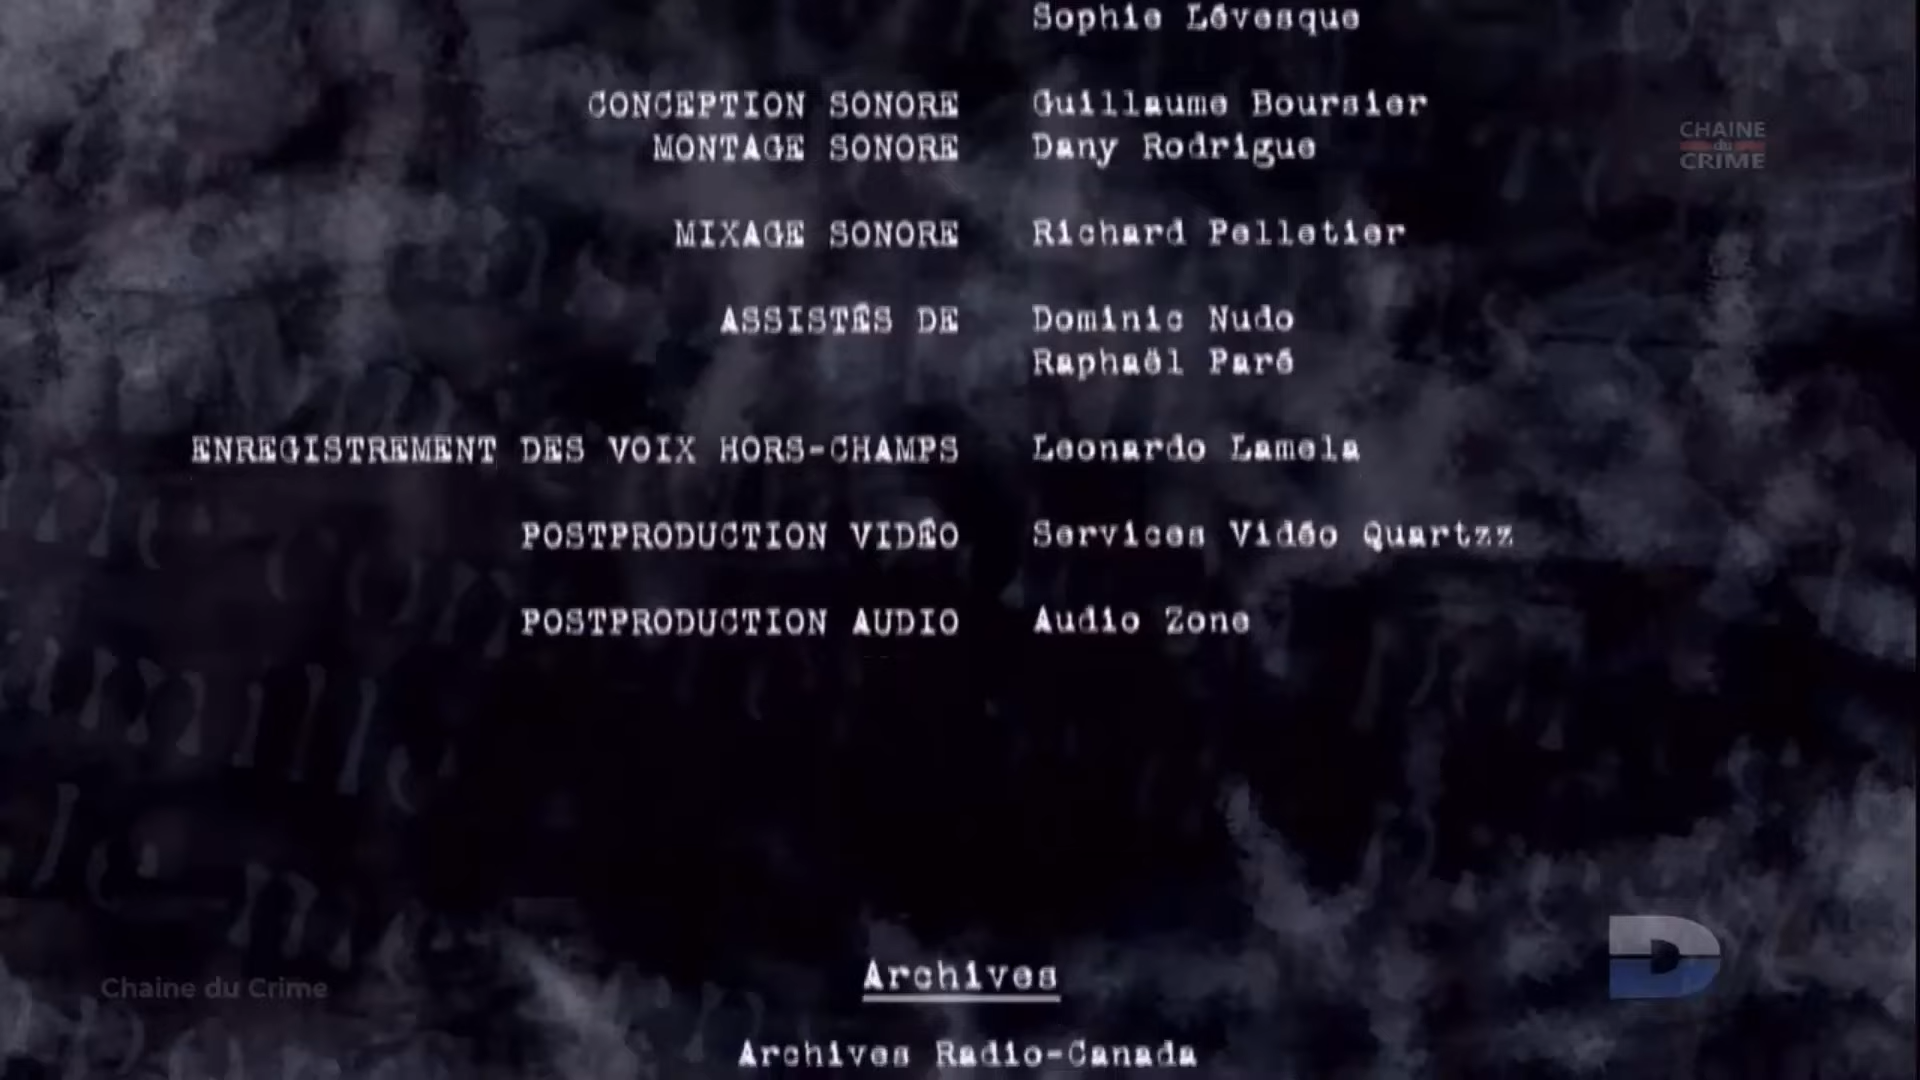 Sophie Lévesque
CONCEPTION SONORE Guillaume Boursier
MONTAGE SONORE Dany Rodrigue
CHAINE
du
CRIME
MIXAGE SONORE Richard Pelletier
ASSISTÉS DE Dominic Nudo
Raphaël Paré
ENREGISTREMENT DES VOIX HORS-CHAMPS Leonardo Lamela
POSTPRODUCTION VIDÉO Services Vidéo Quartzz
POSTPRODUCTION AUDIO Audio Zone
D
Archives
Chaine du Crime
Archives Radio-Canada